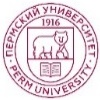 ПЕРМСКИЙ УНИВЕРСИТЕТ
1916
PERM UNIVERSITY